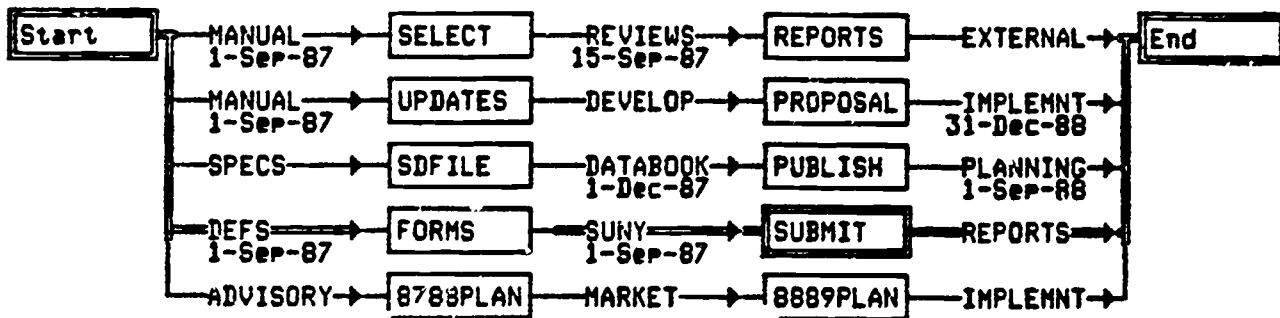 Start MANUAL SELECT REVIEWS REPORTS EXTERNAL End
1-Sep-87 15-Sep-87
MANUAL UPDATES DEVELOP PROPOSAL IMPLEMNT
1-Sep-87 31-Dec-88
SPECS SDFILE DATABOOK PUBLISH PLANNING
1-Dec-87 1-Sep-88
DEFS FORMS SUNY SUBMIT REPORTS
1-Sep-87 1-Sep-87
ADVISORY 8788PLAN MARKET 8889PLAN IMPLEMNT